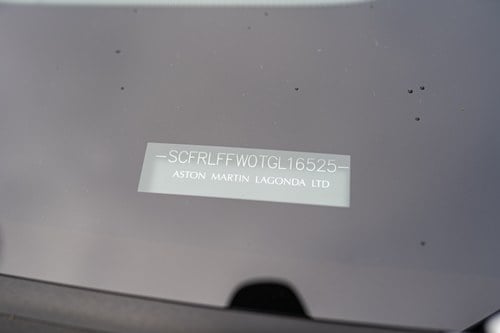 -SCFRLFFW0TGL16525-
ASTON MARTIN LAGONDA LTD